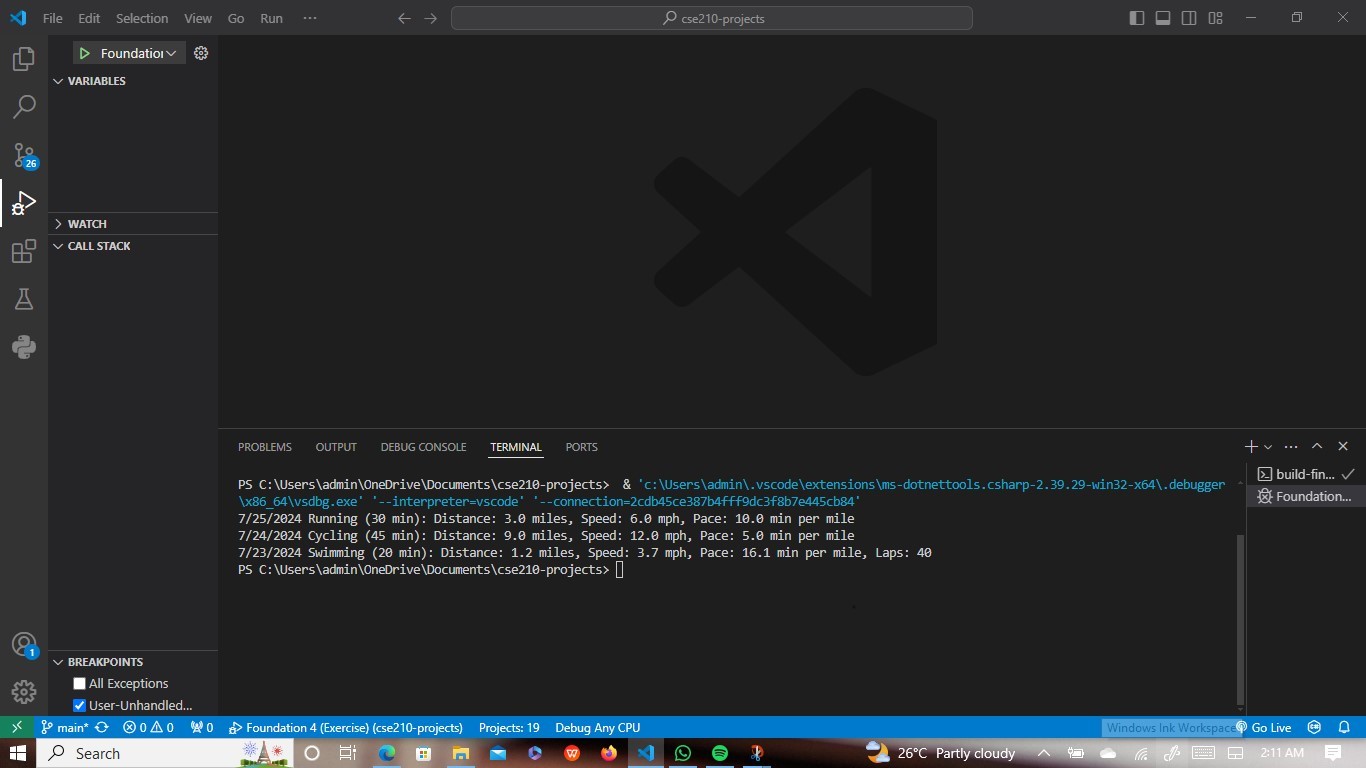 File Edit Selection View Go Run ···
cse210-projects
Foundation
VARIABLES
26
WATCH
CALL STACK
PROBLEMS OUTPUT DEBUG CONSOLE TERMINAL PORTS
build-fin...
Foundation...
PS C:\Users\admin\OneDrive\Documents\cse210-projects> & 'c:\Users\admin\.vscode\extensions\ms-dotnettools.csharp-2.39.29-win32-x64\.debugger
\x86_64\vsdbg.exe' '--interpreter=vscode' '--connection=2cdb45ce387b4fff9dc3f8b7e445cb84'
7/25/2024 Running (30 min): Distance: 3.0 miles, Speed: 6.0 mph, Pace: 10.0 min per mile
7/24/2024 Cycling (45 min): Distance: 9.0 miles, Speed: 12.0 mph, Pace: 5.0 min per mile
7/23/2024 Swimming (20 min): Distance: 1.2 miles, Speed: 3.7 mph, Pace: 16.1 min per mile, Laps: 40
PS C:\Users\admin\OneDrive\Documents\cse210-projects>
1
BREAKPOINTS
All Exceptions
User-Unhandled...
main* 0 0 0 Foundation 4 (Exercise) (cse210-projects) Projects: 19 Debug Any CPU Windows Ink Workspace Go Live
Search 26°C Partly cloudy 2:11 AM